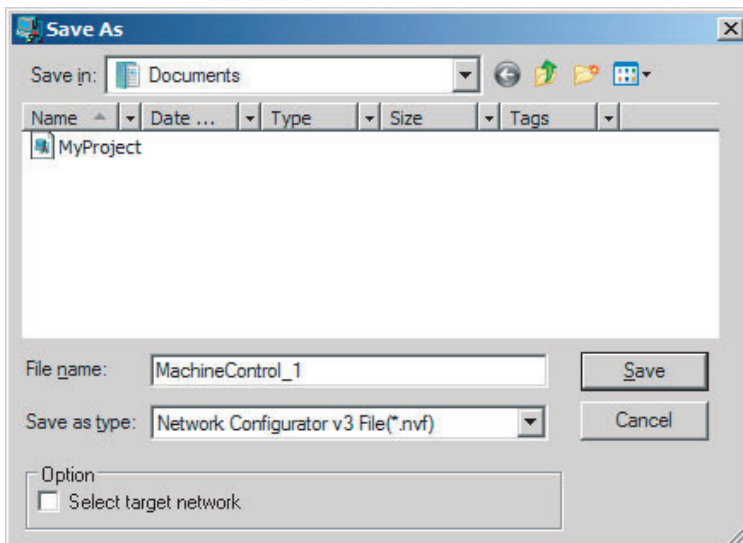 Save As
Save in: Documents
Name Date ... Type Size Tags
MyProject
File name: MachineControl_1 Save
Save as type: Network Configurator v3 File(*.nvf) Cancel
Option
Select target network